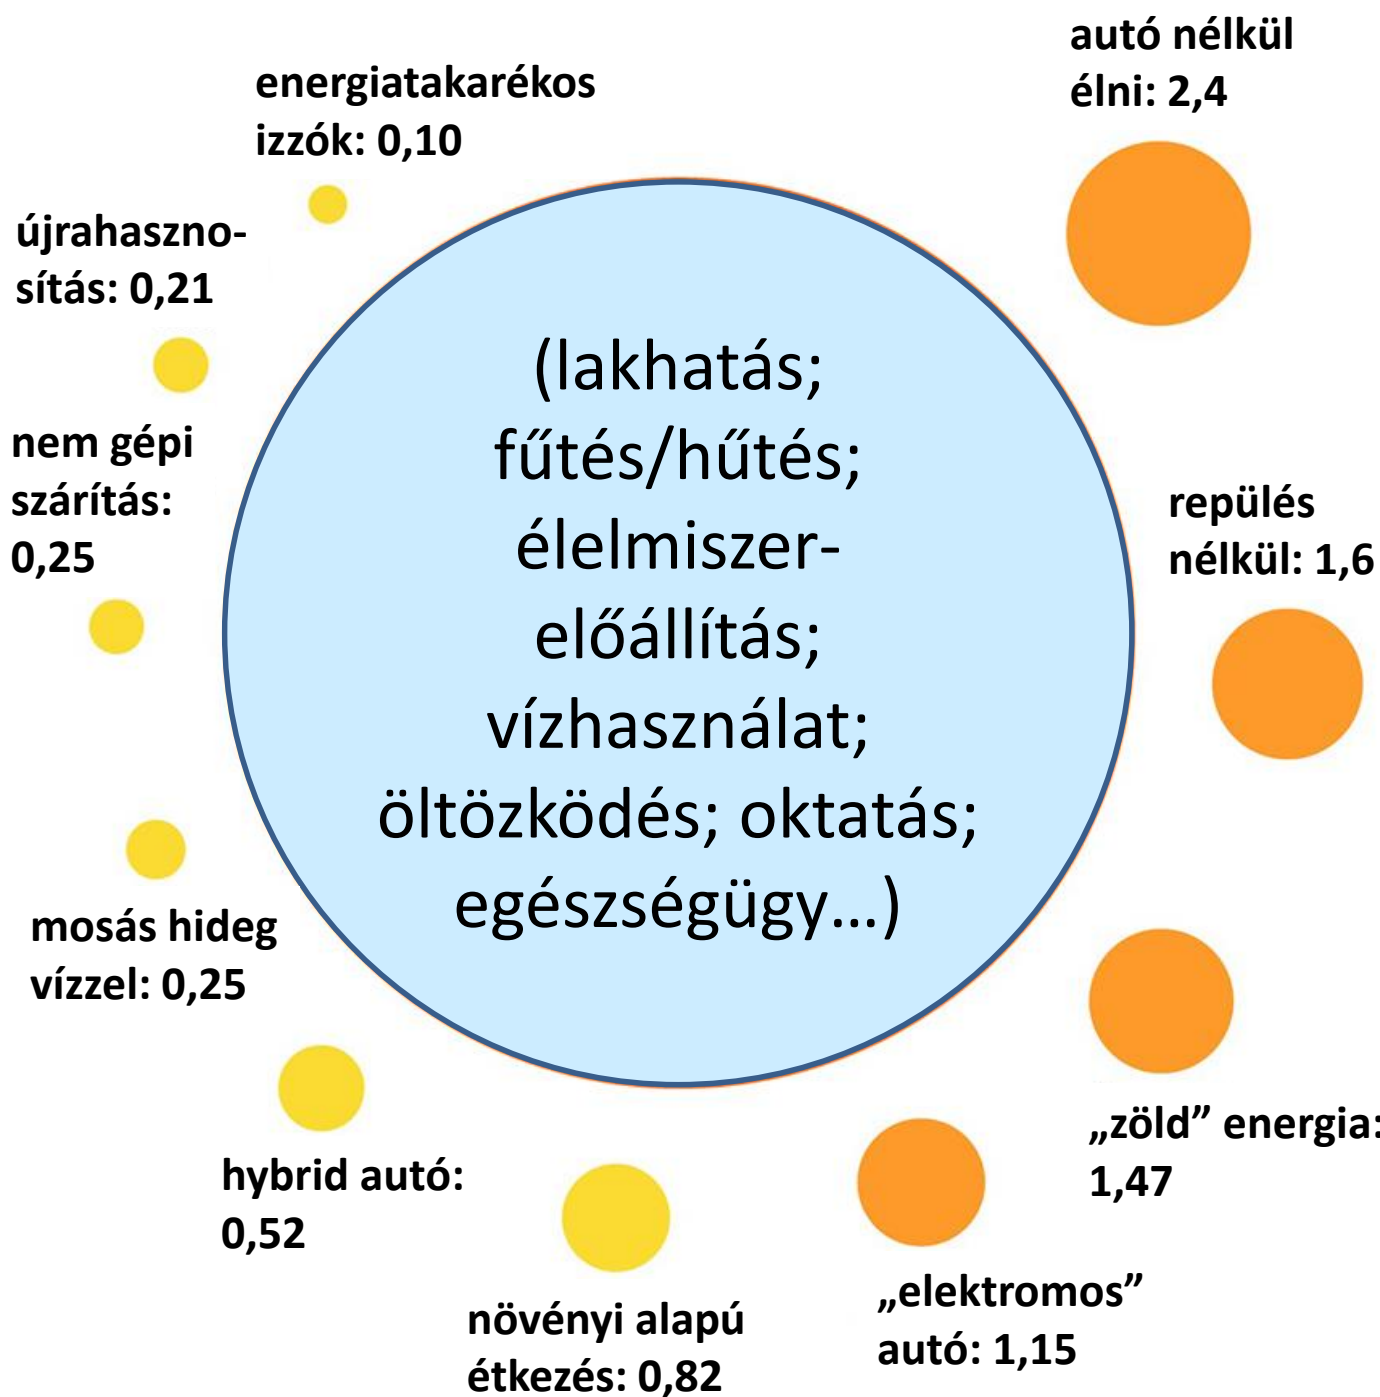 autó nélkül
élni: 2,4
energiatakarékos
izzók: 0,10
újrahaszno-
sítás: 0,21
nem gépi
szárítás:
0,25
(lakhatás;
fűtés/hűtés;
élelmiszer-
előállítás;
vízhasználat;
öltözködés; oktatás;
egészségügy…)
repülés
nélkül: 1,6
mosás hideg
vízzel: 0,25
hybrid autó:
0,52
„zöld” energia:
1,47
növényi alapú
étkezés: 0,82
„elektromos”
autó: 1,15